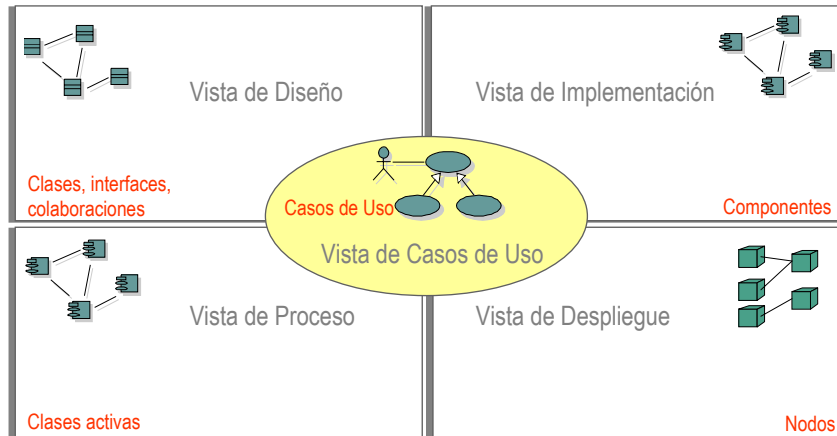 Vista de Diseño
Vista de Implementación
Clases, interfaces,
colaboraciones
Casos de Uso
Componentes
Vista de Casos de Uso
Vista de Proceso
Vista de Despliegue
Clases activas
Nodos